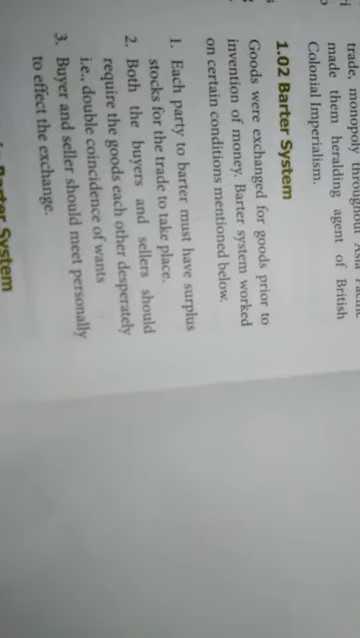 trade, monopoly throughout Asia Pacific
made them heralding agent of British
Colonial Imperialism.
1.02 Barter System
Goods were exchanged for goods prior to
invention of money. Barter system worked
on certain conditions mentioned below.
1. Each party to barter must have surplus
stocks for the trade to take place.
2. Both the buyers and sellers should
require the goods each other desperately
i.e., double coincidence of wants
3. Buyer and seller should meet personally
to effect the exchange.
Barter System